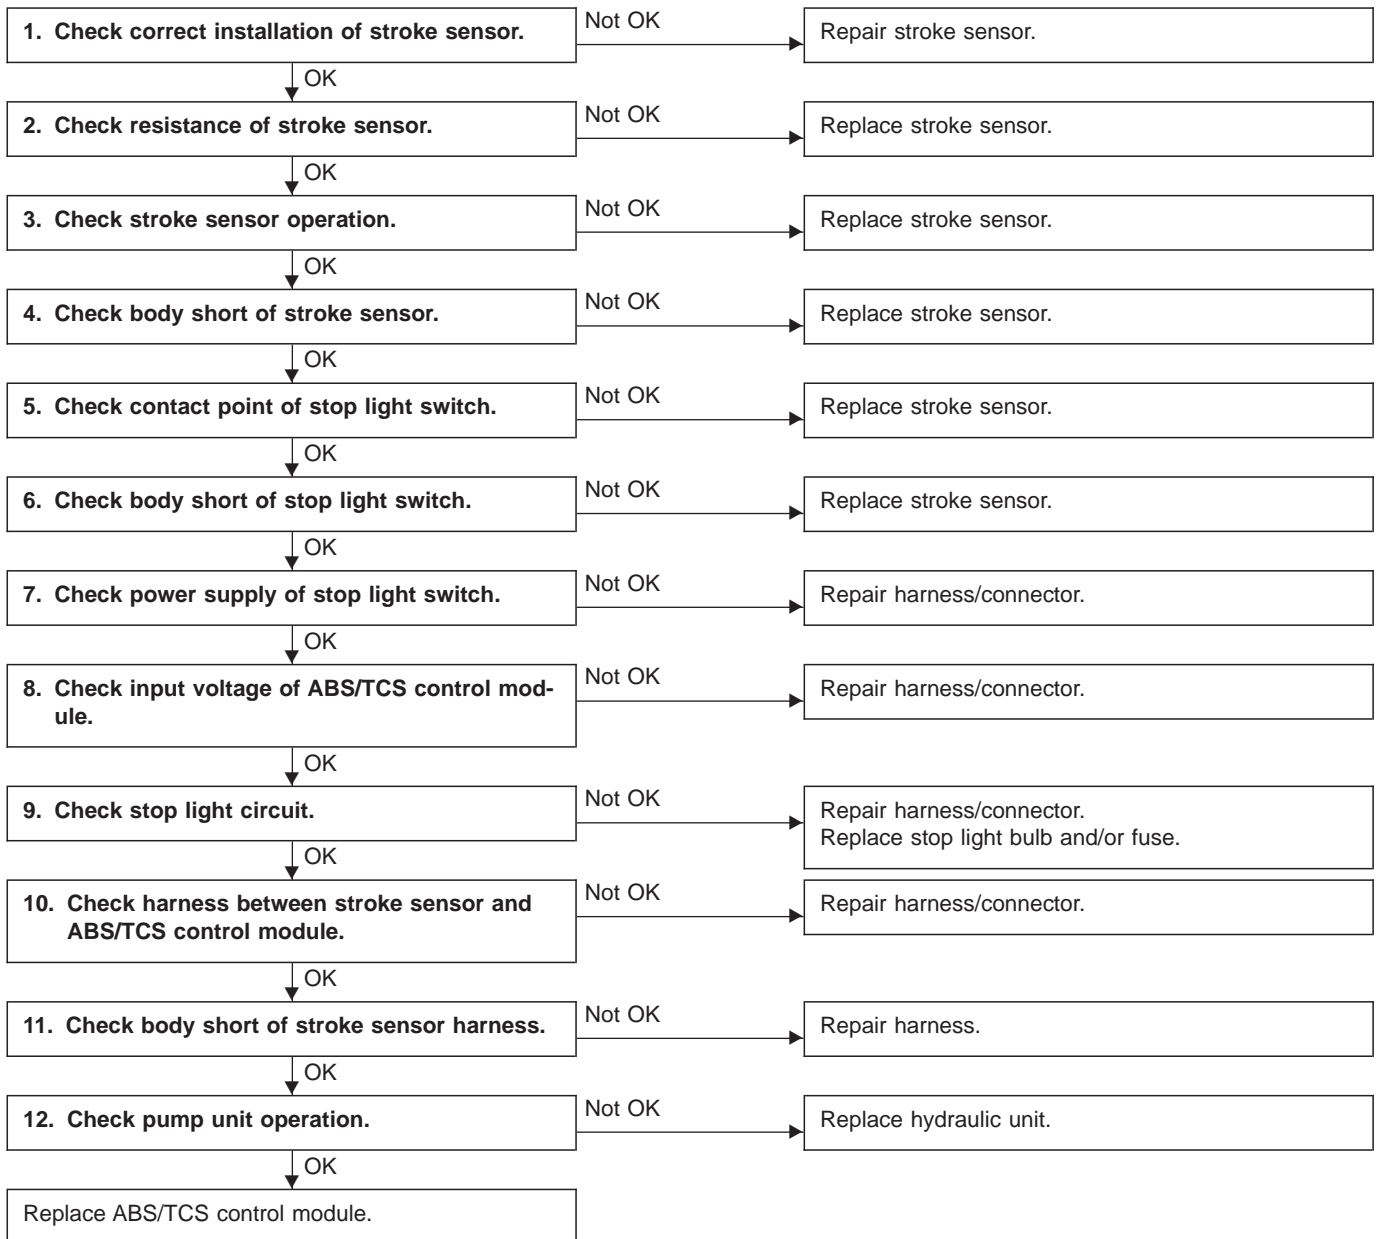 1. Check correct installation of stroke sensor.
Not OK
Repair stroke sensor.
OK
2. Check resistance of stroke sensor.
Not OK
Replace stroke sensor.
OK
3. Check stroke sensor operation.
Not OK
Replace stroke sensor.
OK
4. Check body short of stroke sensor.
Not OK
Replace stroke sensor.
OK
5. Check contact point of stop light switch.
Not OK
Replace stroke sensor.
OK
6. Check body short of stop light switch.
Not OK
Replace stroke sensor.
OK
7. Check power supply of stop light switch.
Not OK
Repair harness/connector.
OK
8. Check input voltage of ABS/TCS control mod-
ule.
Not OK
Repair harness/connector.
OK
9. Check stop light circuit.
Not OK
Repair harness/connector.
Replace stop light bulb and/or fuse.
OK
10. Check harness between stroke sensor and
ABS/TCS control module.
Not OK
Repair harness/connector.
OK
11. Check body short of stroke sensor harness.
Not OK
Repair harness.
OK
12. Check pump unit operation.
Not OK
Replace hydraulic unit.
OK
Replace ABS/TCS control module.